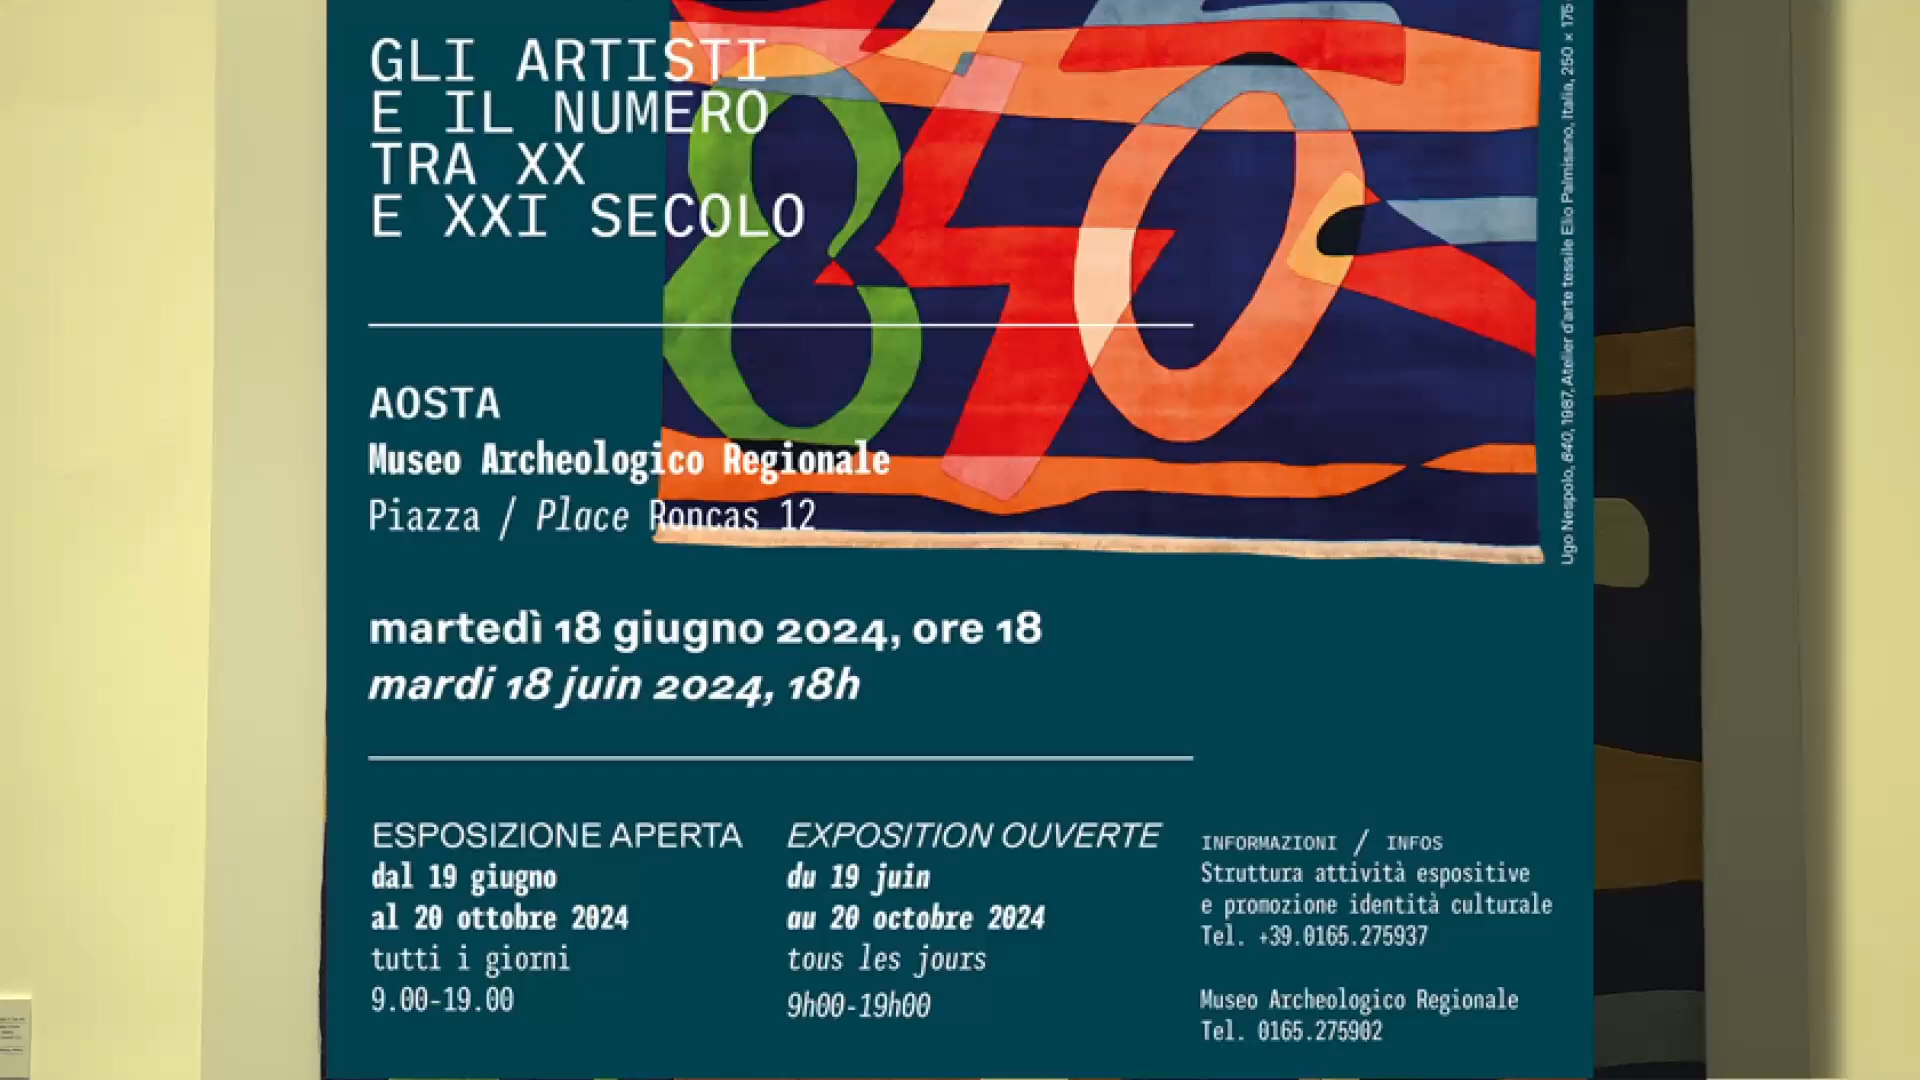 GLI ARTISTI
E IL NUMERO
TRA XX
E XXI SECOLO
840
Ugo Nespolo, 840, 1987, Atelier d'arte tessile Elio Palmisano, Italia, 250 × 175
AOSTA
Museo Archeologico Regionale
Piazza / Place Roncas 12
martedì 18 giugno 2024, ore 18
mardi 18 juin 2024, 18h
ESPOSIZIONE APERTA
dal 19 giugno
al 20 ottobre 2024
tutti i giorni
9.00-19.00
EXPOSITION OUVERTE
du 19 juin
au 20 octobre 2024
tous les jours
9h00-19h00
INFORMAZIONI / INFOS
Struttura attività espositive
e promozione identità culturale
Tel. +39.0165.275937
Museo Archeologico Regionale
Tel. 0165.275902